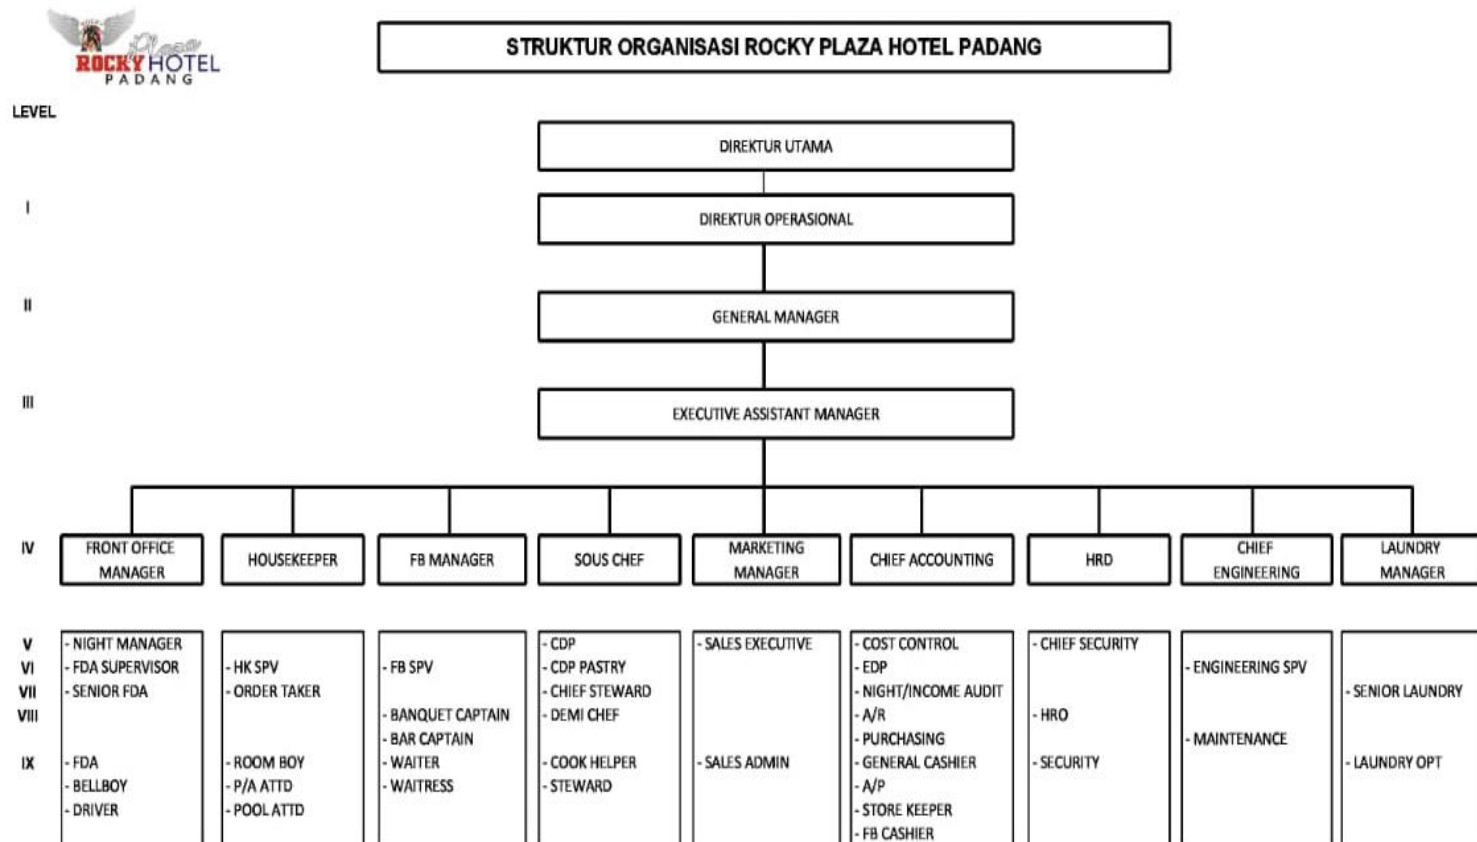 Plaza
ROCKY HOTEL
PADANG
STRUKTUR ORGANISASI ROCKY PLAZA HOTEL PADANG
LEVEL
DIREKTUR UTAMA
I
DIREKTUR OPERASIONAL
II
GENERAL MANAGER
III
EXECUTIVE ASSISTANT MANAGER
IV
FRONT OFFICE
MANAGER
HOUSEKEEPER
FB MANAGER
SOUS CHEF
MARKETING
MANAGER
CHIEF ACCOUNTING
HRD
CHIEF
ENGINEERING
LAUNDRY
MANAGER
V
VI
VII
VIII
IX
- NIGHT MANAGER
- FDA SUPERVISOR
- SENIOR FDA
- FDA
- BELLBOY
- DRIVER
- HK SPV
- ORDER TAKER
- ROOM BOY
- P/A ATTD
- POOL ATTD
- FB SPV
- BANQUET CAPTAIN
- BAR CAPTAIN
- WAITER
- WAITRESS
- CDP
- CDP PASTRY
- CHIEF STEWARD
- DEMI CHEF
- COOK HELPER
- STEWARD
- SALES EXECUTIVE
- SALES ADMIN
- COST CONTROL
- EDP
- NIGHT/INCOME AUDIT
- A/R
- PURCHASING
- GENERAL CASHIER
- A/P
- STORE KEEPER
- FB CASHIER
- CHIEF SECURITY
- HRO
- SECURITY
- ENGINEERING SPV
- MAINTENANCE
- SENIOR LAUNDRY
- LAUNDRY OPT